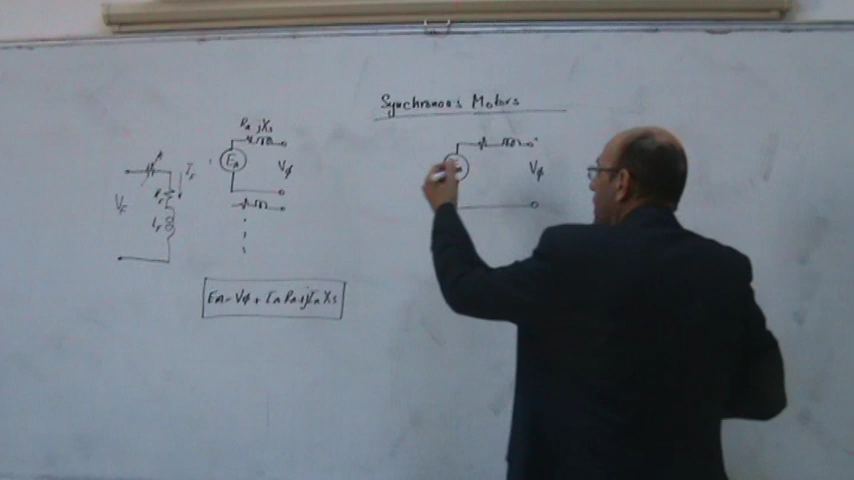 Synchronous Motors
RA jXs
EA
Vφ
IF
RF
VF
LF
Vφ
EA = Vφ + IA RA + jIA Xs